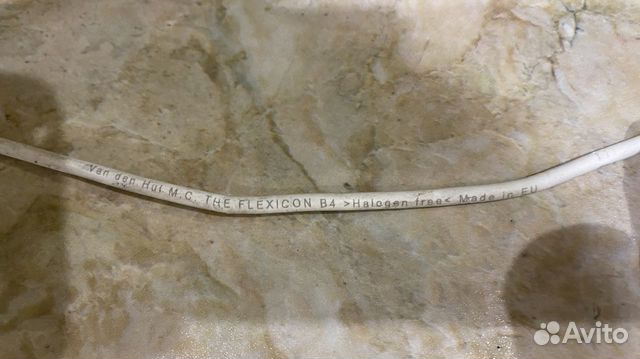 Van den Hul M.C. THE FLEXICON B4 >Halogen free< Made in EU
Avito